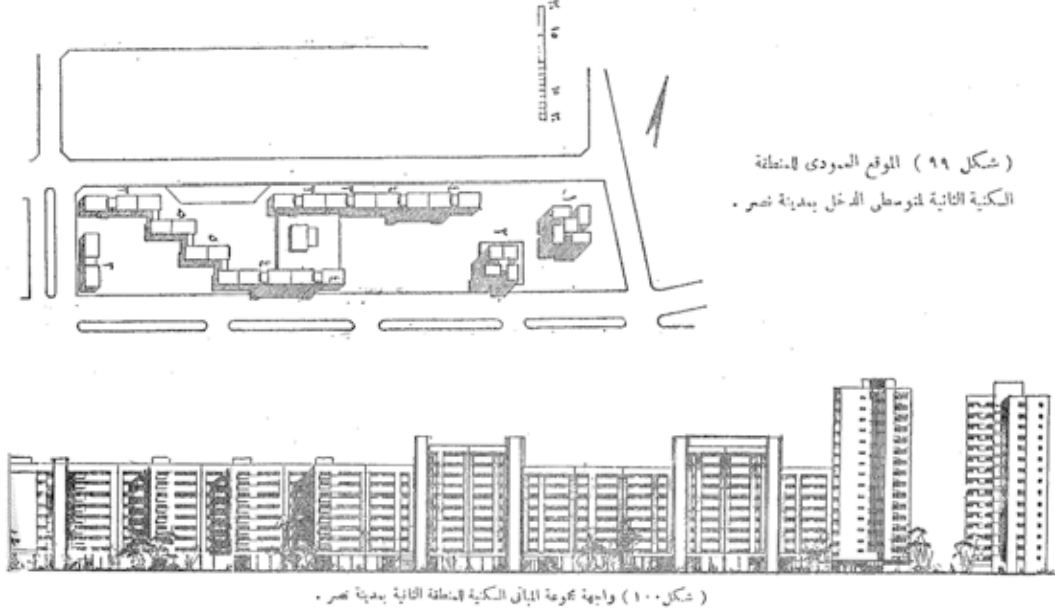 ( شكل ٩٩ ) الموقع العمودى للمنطقة
السكنية الثانية لمتوسطى الدخل بمدينة نصر .
( شكل ١٠٠ ) واجهة مجموعة المبانى السكنية للمنطقة الثانية بمدينة نصر .